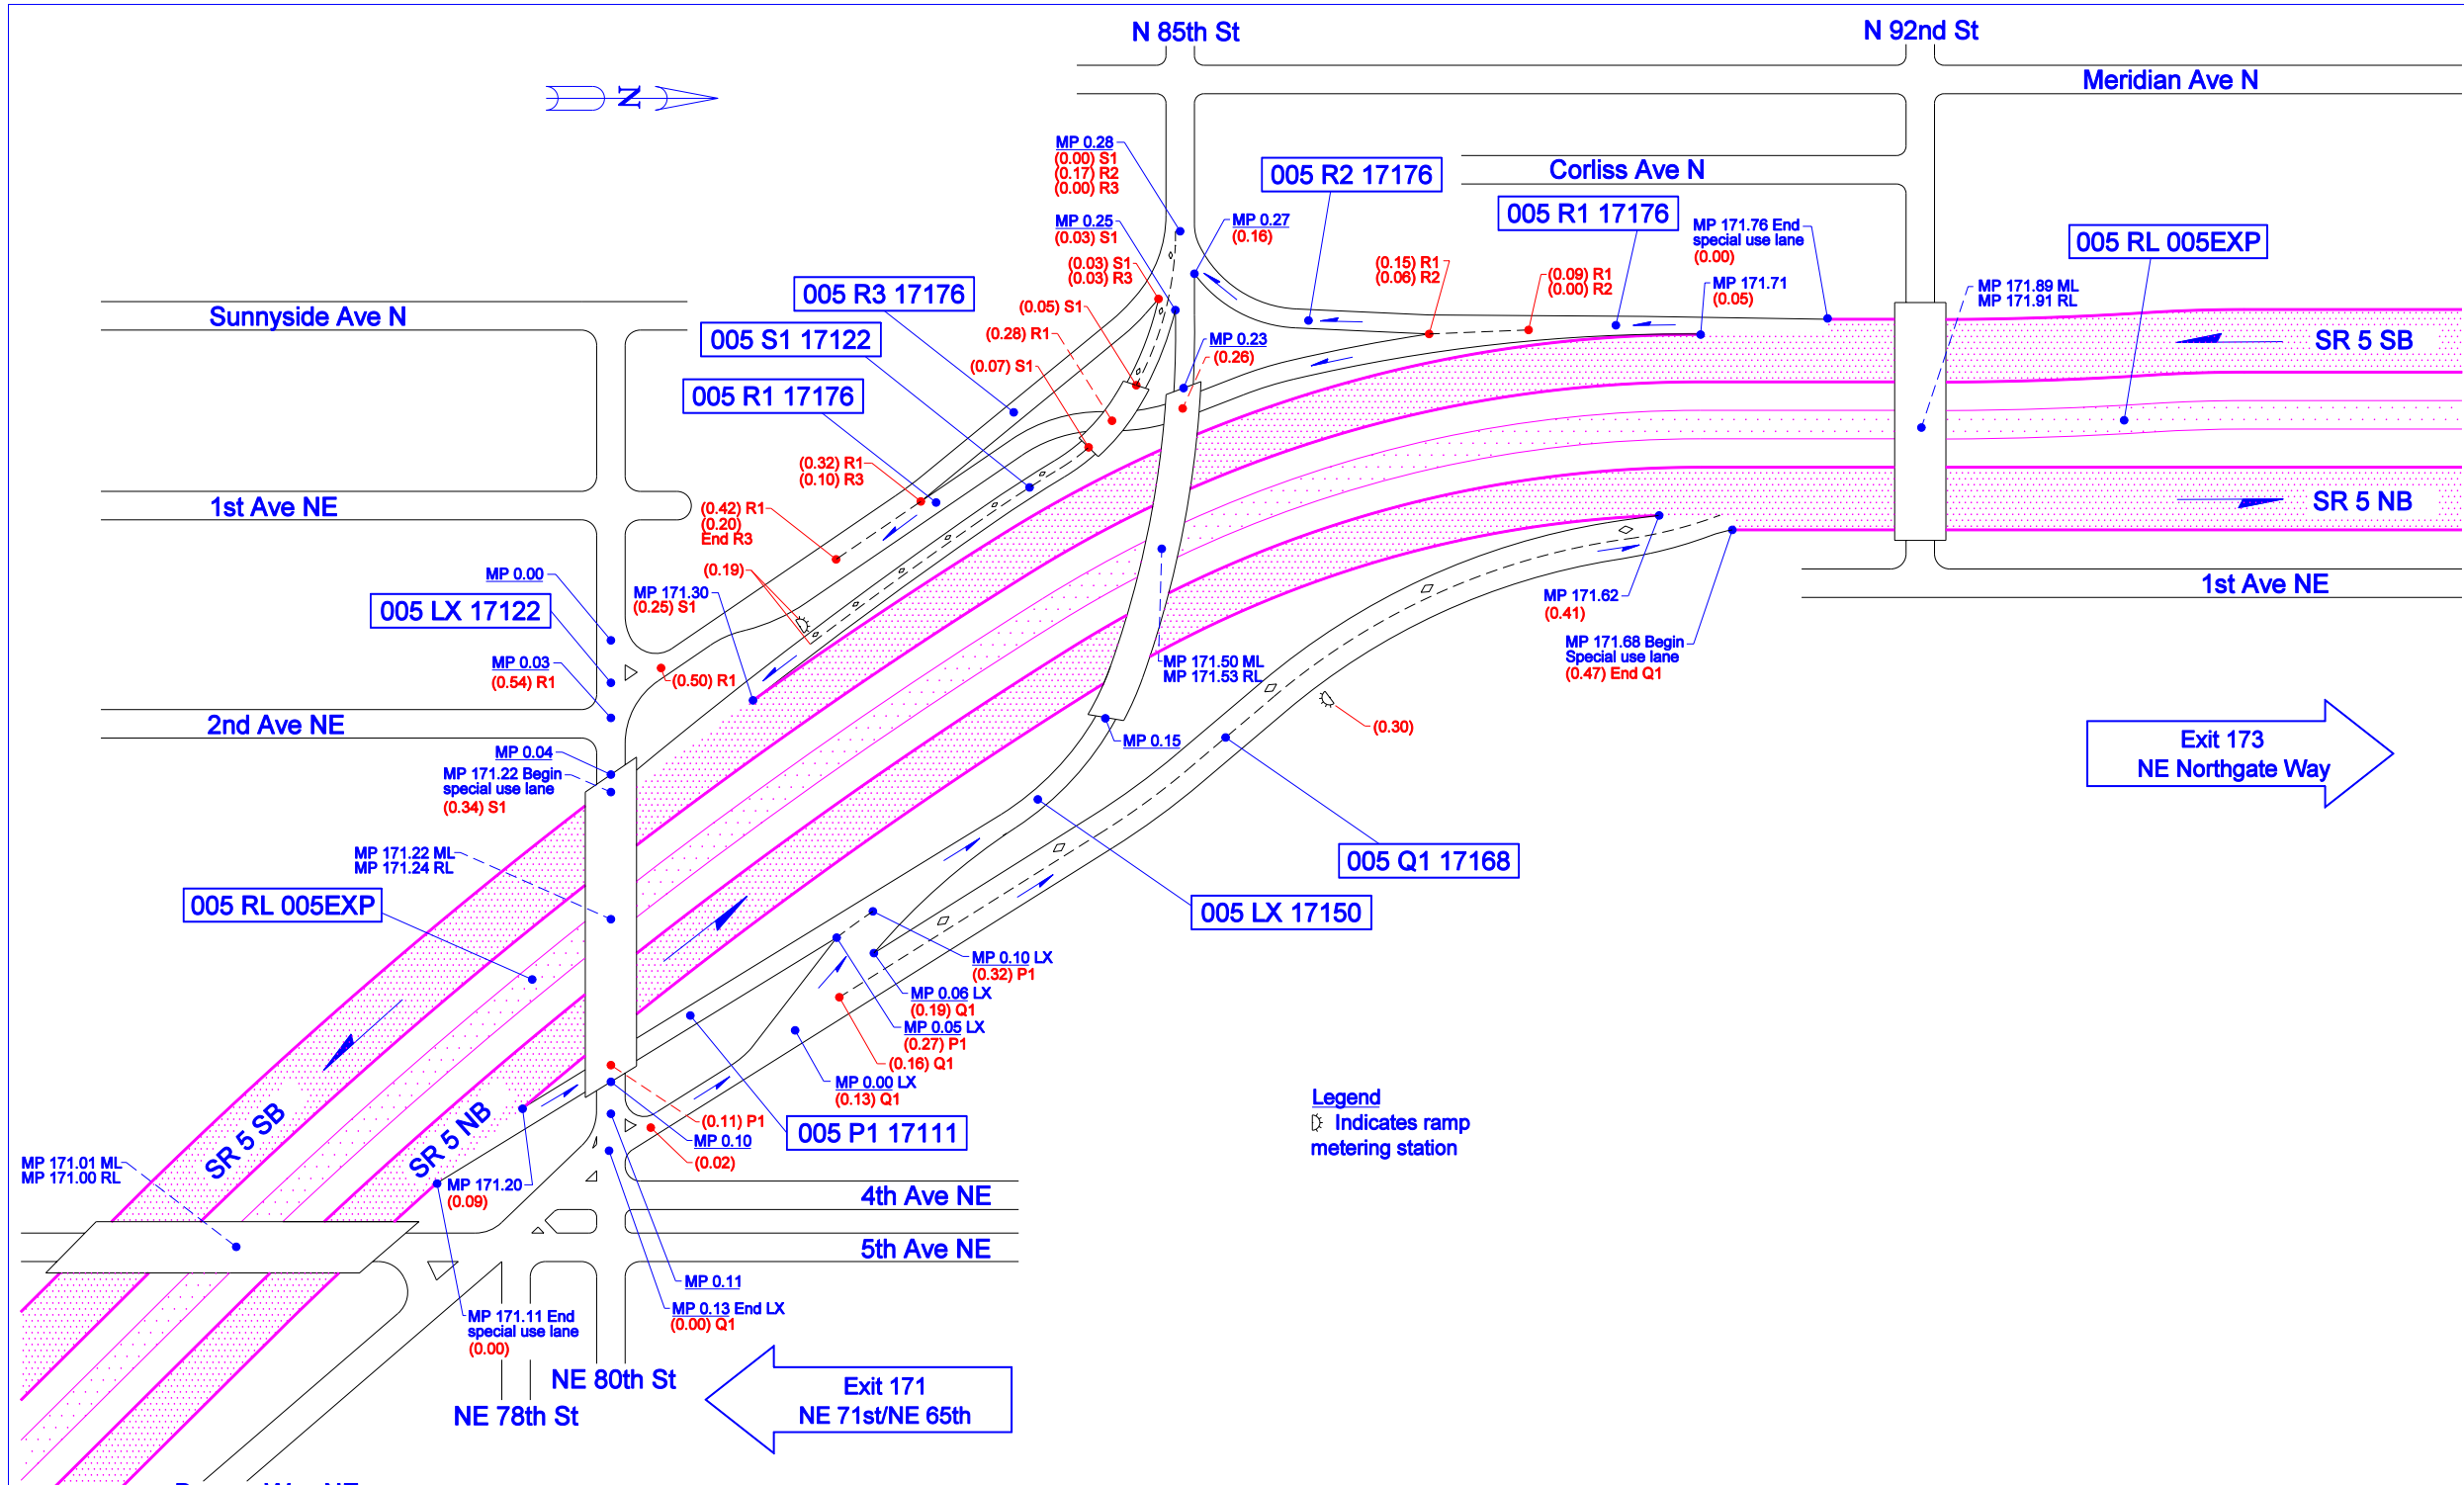 N 85th St
N 92nd St
Meridian Ave N
N
MP 0.28
(0.00) S1
(0.17) R2
(0.00) R3
005 R2 17176
Corliss Ave N
MP 0.25
(0.03) S1
MP 0.27
(0.16)
005 R1 17176
MP 171.76 End
special use lane
(0.00)
005 RL 005EXP
(0.03) S1
(0.03) R3
(0.15) R1
(0.06) R2
(0.09) R1
(0.00) R2
MP 171.71
(0.05)
MP 171.89 ML
MP 171.91 RL
005 R3 17176
(0.05) S1
Sunnyside Ave N
005 S1 17122
(0.28) R1
MP 0.23
(0.26)
SR 5 SB
(0.07) S1
005 R1 17176
(0.32) R1
(0.10) R3
1st Ave NE
(0.42) R1
(0.20)
End R3
SR 5 NB
MP 0.00
(0.19)
MP 171.30
(0.25) S1
005 LX 17122
MP 171.62
(0.41)
1st Ave NE
MP 0.03
(0.54) R1
(0.50) R1
MP 171.50 ML
MP 171.53 RL
MP 171.68 Begin
Special use lane
(0.47) End Q1
2nd Ave NE
MP 0.15
(0.30)
MP 0.04
Exit 173
NE Northgate Way
MP 171.22 Begin
special use lane
(0.34) S1
MP 171.22 ML
MP 171.24 RL
005 Q1 17168
005 RL 005EXP
005 LX 17150
MP 0.10 LX
(0.32) P1
MP 0.06 LX
(0.19) Q1
MP 0.05 LX
(0.27) P1
(0.16) Q1
MP 0.00 LX
(0.13) Q1
Legend
Indicates ramp
metering station
(0.11) P1
MP 0.10
(0.02)
005 P1 17111
SR 5 SB
SR 5 NB
MP 171.01 ML
MP 171.00 RL
MP 171.20
(0.09)
4th Ave NE
5th Ave NE
MP 0.11
MP 0.13 End LX
(0.00) Q1
MP 171.11 End
special use lane
(0.00)
NE 80th St
NE 78th St
Exit 171
NE 71st/NE 65th